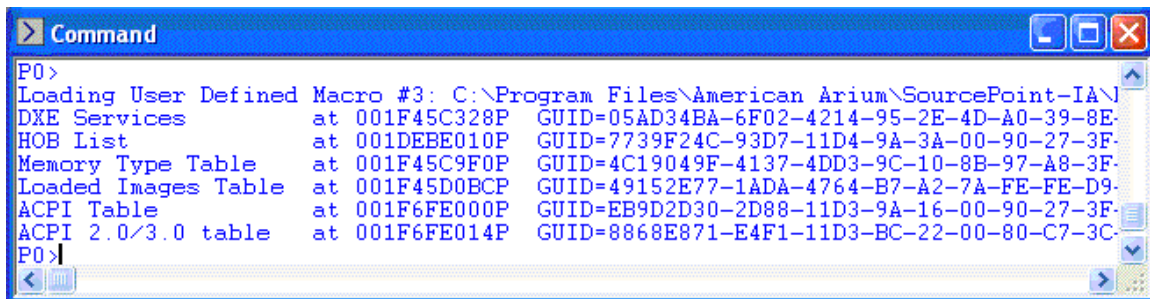 Command
P0>
Loading User Defined Macro #3: C:\Program Files\American Arium\SourcePoint-IA\
DXE Services at 001F45C328P GUID=05AD34BA-6F02-4214-95-2E-4D-A0-39-8E-
HOB List at 001DEBE010P GUID=7739F24C-93D7-11D4-9A-3A-00-90-27-3F-
Memory Type Table at 001F45C9F0P GUID=4C19049F-4137-4DD3-9C-10-8B-97-A8-3F-
Loaded Images Table at 001F45D0BCP GUID=49152E77-1ADA-4764-B7-A2-7A-FE-FE-D9-
ACPI Table at 001F6FE000P GUID=EB9D2D30-2D88-11D3-9A-16-00-90-27-3F-
ACPI 2.0/3.0 table at 001F6FE014P GUID=8868E871-E4F1-11D3-BC-22-00-80-C7-3C-
P0>